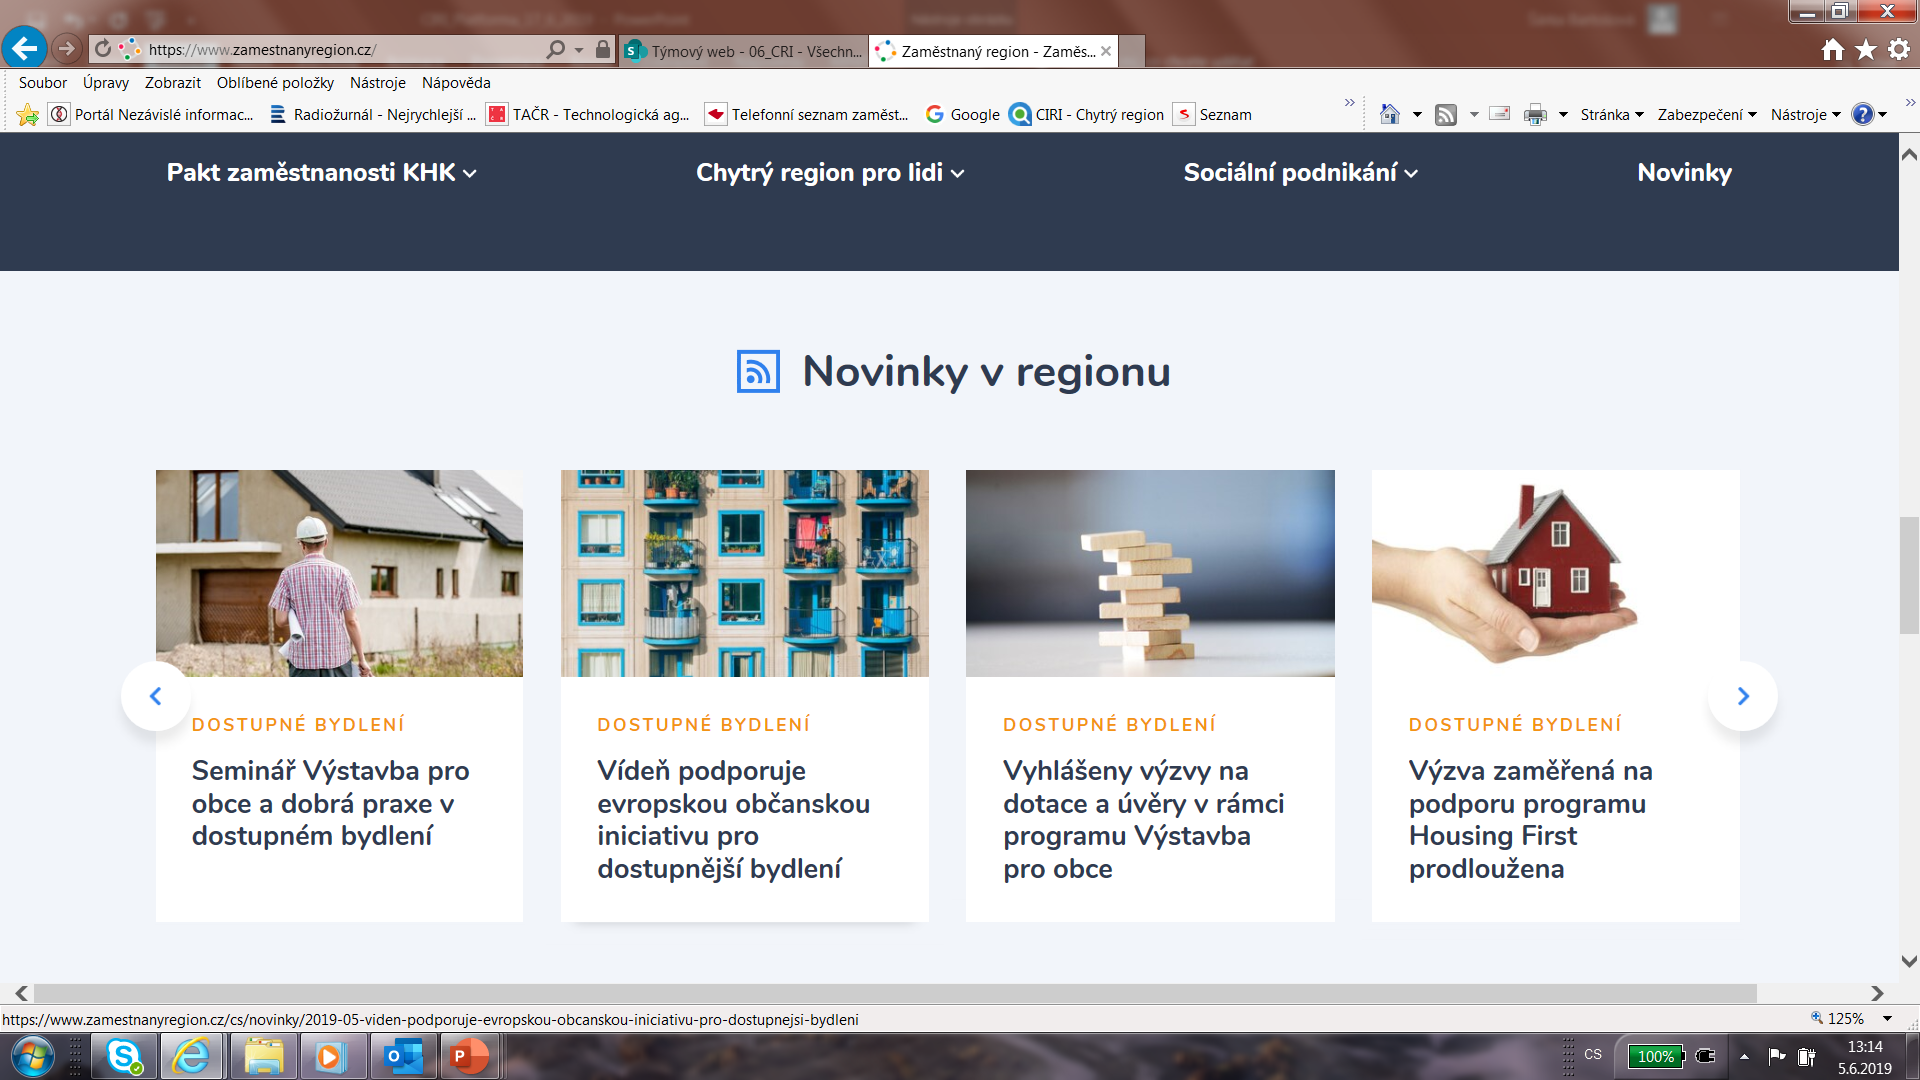 https://www.zamestnanyregion.cz/
Týmový web - 06_CRI - Všechn...
Zaměstnaný region - Zaměs...
Soubor Úpravy Zobrazit Oblíbené položky Nástroje Nápověda
Portál Nezávislé informac... Radiožurnál - Nejrychlejší ... TAČR - Technologická ag... Telefonní seznam zaměst... Google CIRI - Chytrý region Seznam
Stránka Zabezpečení Nástroje
Pakt zaměstnanosti KHK Chytrý region pro lidi Sociální podnikání Novinky
Novinky v regionu
DOSTUPNÉ BYDLENÍ
Seminář Výstavba pro
obce a dobrá praxe v
dostupném bydlení
DOSTUPNÉ BYDLENÍ
Vídeň podporuje
evropskou občanskou
iniciativu pro
dostupnější bydlení
DOSTUPNÉ BYDLENÍ
Vyhlášeny výzvy na
dotace a úvěry v rámci
programu Výstavba
pro obce
DOSTUPNÉ BYDLENÍ
Výzva zaměřená na
podporu programu
Housing First
prodloužena
https://www.zamestnanyregion.cz/cs/novinky/2019-05-viden-podporuje-evropskou-obcanskou-iniciativu-pro-dostupnejsi-bydleni
125%
CS
100%
13:14
5.6.2019